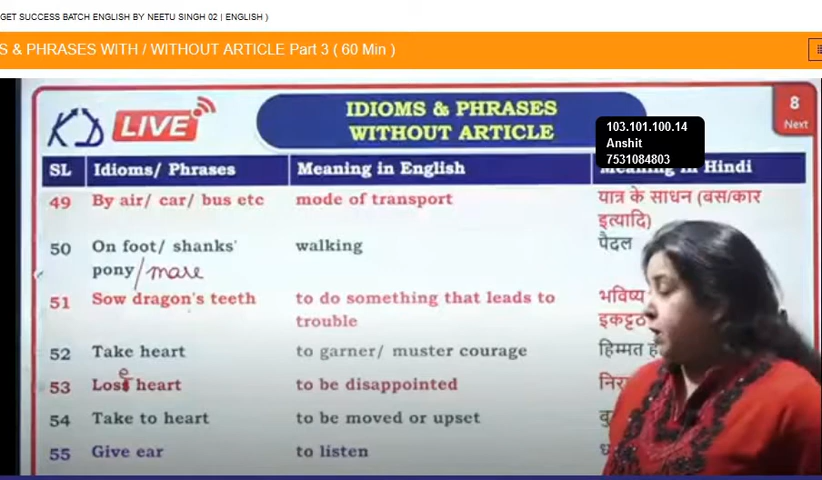 GET SUCCESS BATCH ENGLISH BY NEETU SINGH 02 | ENGLISH )
S & PHRASES WITH / WITHOUT ARTICLE Part 3 ( 60 Min )
KD LIVE
IDIOMS & PHRASES
WITHOUT ARTICLE
8
Next
103.101.100.14
Anshit
7531084803
SL Idioms/ Phrases Meaning in English Meaning in Hindi
49 By air/ car/ bus etc mode of transport यात्र के साधन (बस/कार
इत्यादि)
50 On foot/ shanks' walking पैदल
pony/mare
51 Sow dragon's teeth to do something that leads to भविष्य
trouble
52 Take heart to garner/ muster courage हिम्मत
53 Lose heart to be disappointed
54 Take to heart to be moved or upset
55 Give ear to listen